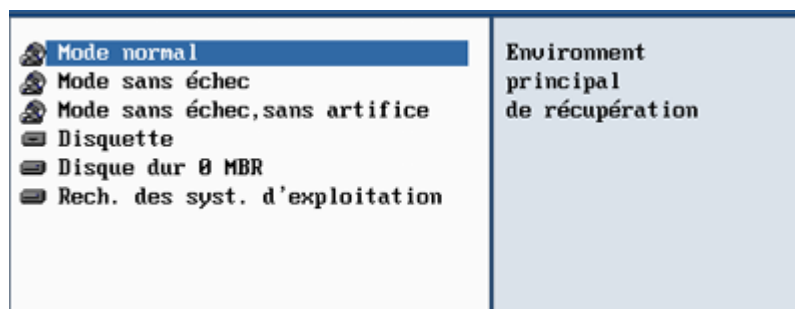 Mode normal
Mode sans échec
Mode sans échec,sans artifice
Disquette
Disque dur 0 MBR
Rech. des syst. d'exploitation
Environnent
principal
de récupération